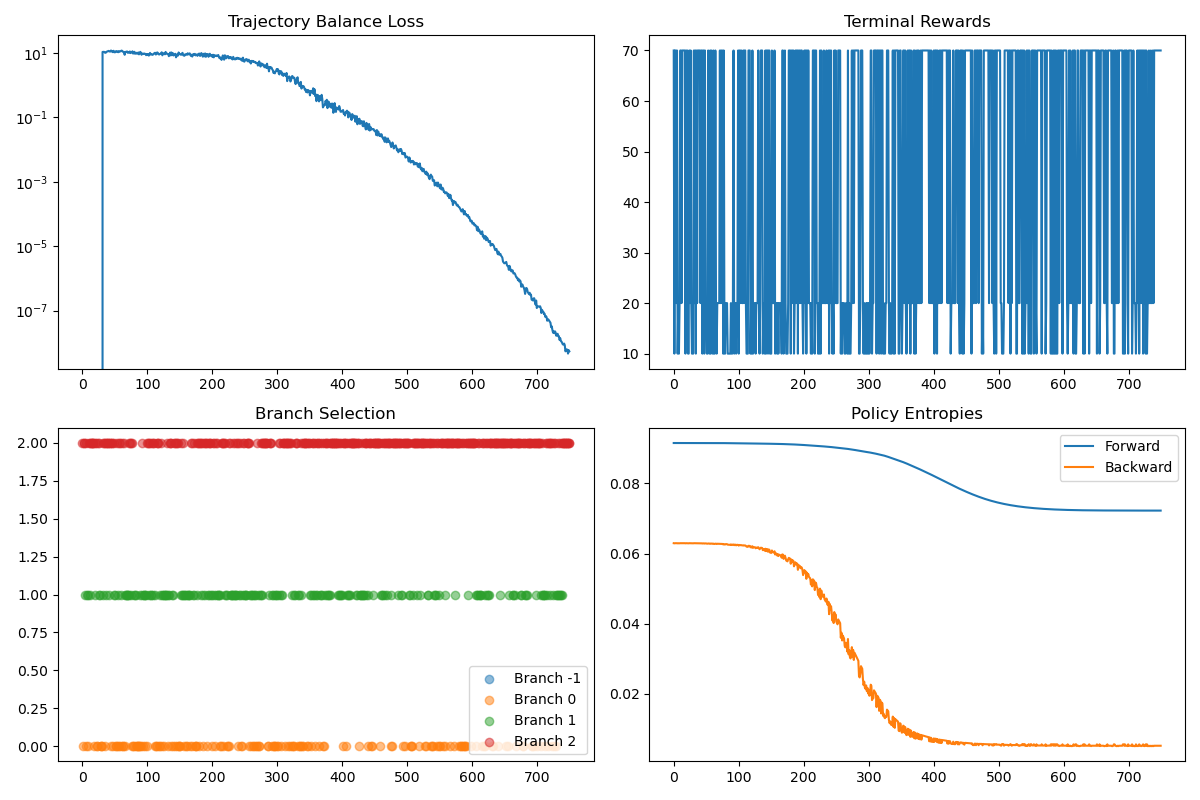 Trajectory Balance Loss
10^1
10^-1
10^-3
10^-5
10^-7
0 100 200 300 400 500 600 700
Terminal Rewards
70
60
50
40
30
20
10
0 100 200 300 400 500 600 700
Branch Selection
2.00
1.75
1.50
1.25
1.00
0.75
0.50
0.25
0.00
Branch -1
Branch 0
Branch 1
Branch 2
0 100 200 300 400 500 600 700
Policy Entropies
Forward
Backward
0.08
0.06
0.04
0.02
0 100 200 300 400 500 600 700